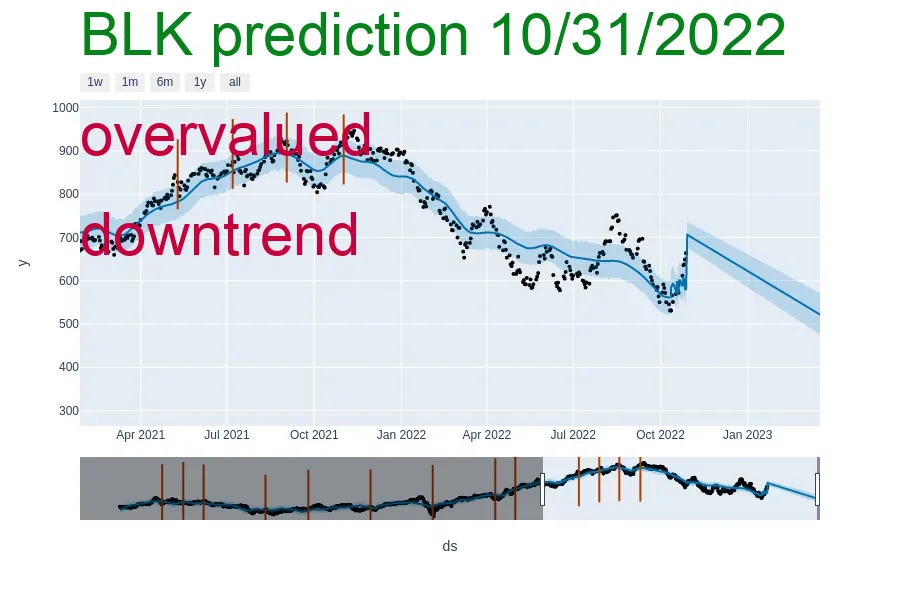 BLK prediction 10/31/2022
1w 1m 6m 1y all
1000
overvalued
900
800
downtrend
700
600
500
400
300
y
Apr 2021 Jul 2021 Oct 2021 Jan 2022 Apr 2022 Jul 2022 Oct 2022 Jan 2023
ds